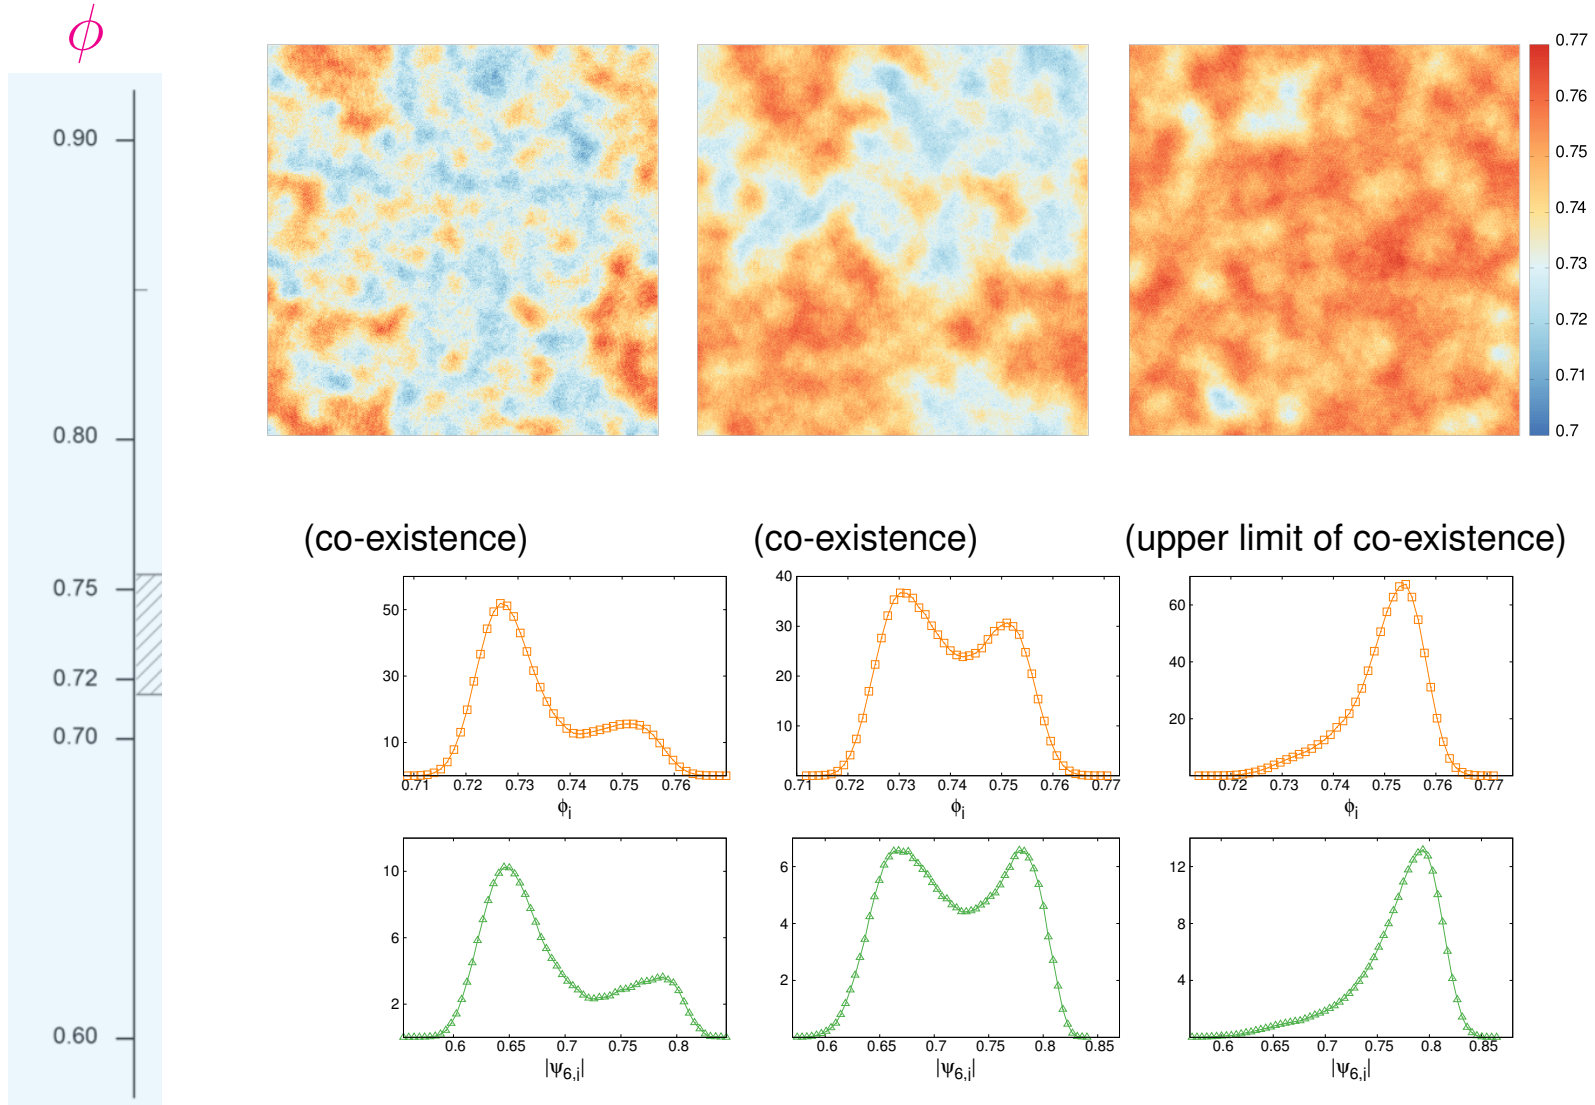 ϕ
0.90
0.80
0.75
0.72
0.70
0.60
0.77
0.76
0.75
0.74
0.73
0.72
0.71
0.7
(co-existence) (co-existence) (upper limit of co-existence)
50
30
10
0.71 0.72 0.73 0.74 0.75 0.76
ϕi
40
30
20
10
0
0.71 0.72 0.73 0.74 0.75 0.76 0.77
ϕi
60
40
20
0.72 0.73 0.74 0.75 0.76 0.77
ϕi
10
6
2
0.6 0.65 0.7 0.75 0.8
|ψ6,j|
6
4
2
0.6 0.65 0.7 0.75 0.8 0.85
|ψ6,j|
12
8
4
0.6 0.65 0.7 0.75 0.8 0.85
|ψ6,j|